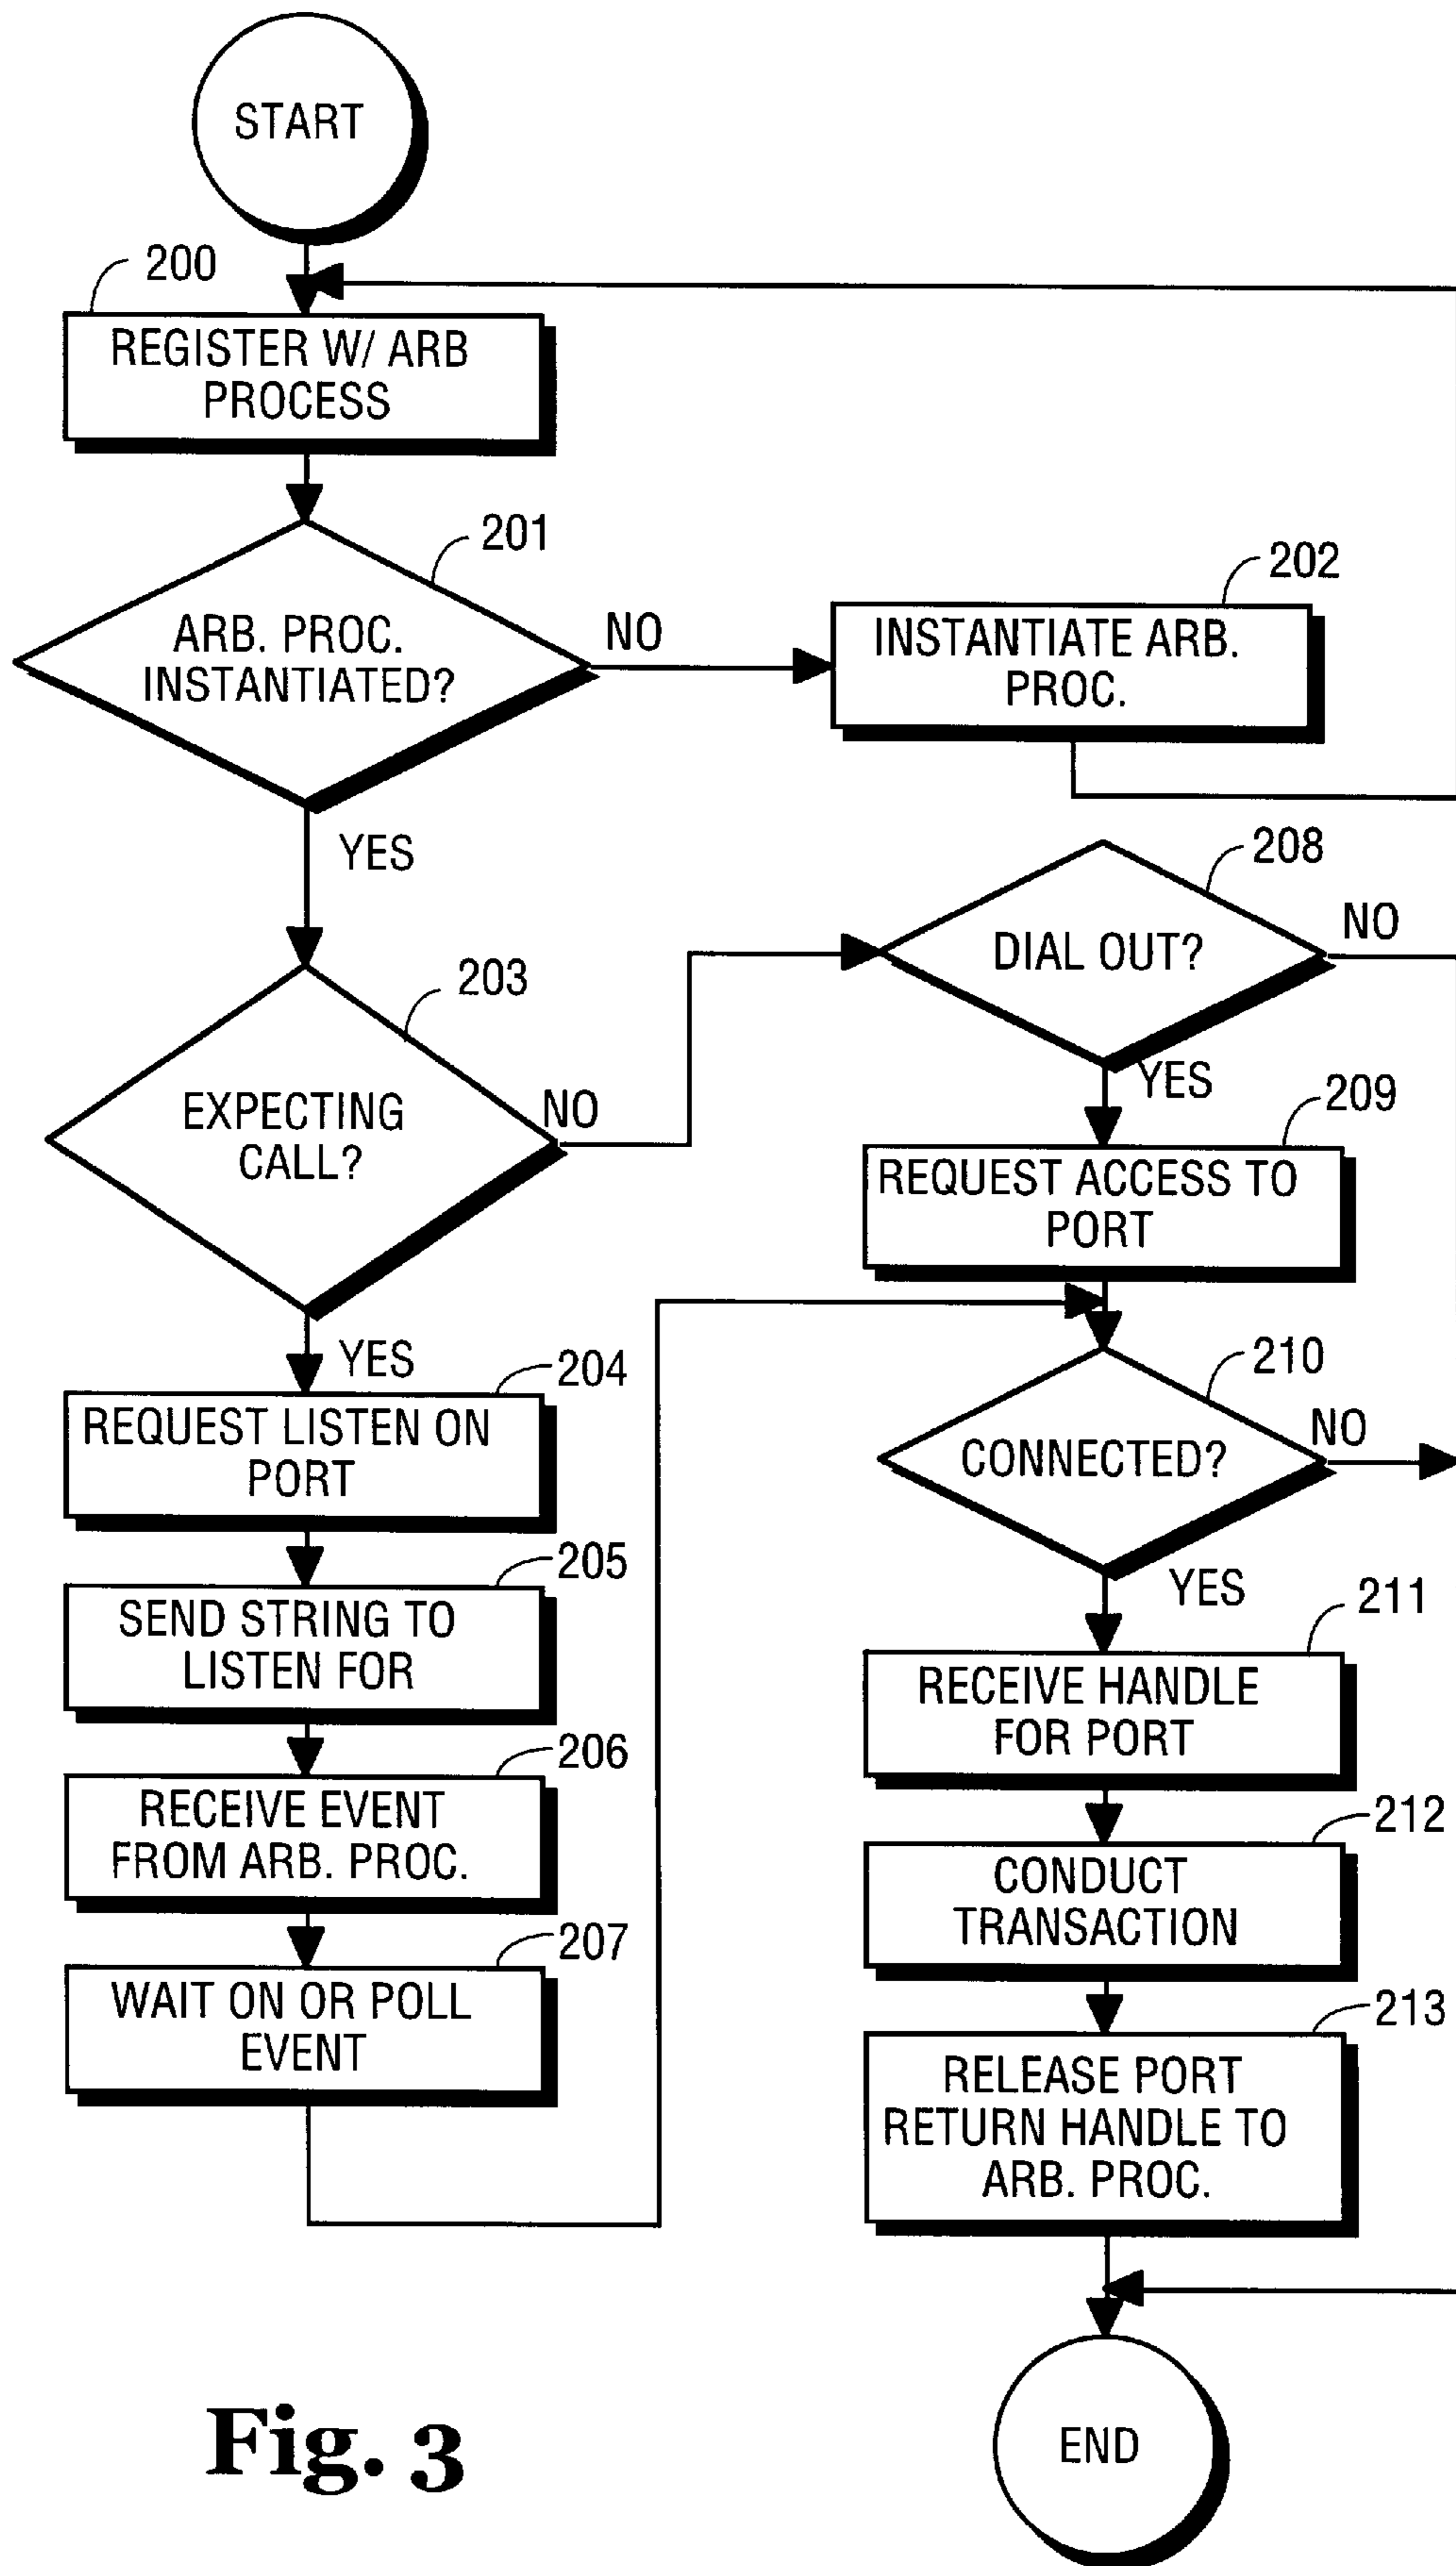 START
200
REGISTER W/ ARB
PROCESS
201
ARB. PROC.
INSTANTIATED?
NO
202
INSTANTIATE ARB.
PROC.
YES
203
EXPECTING
CALL?
NO
208
DIAL OUT?
NO
YES
209
REQUEST ACCESS TO
PORT
YES
204
REQUEST LISTEN ON
PORT
205
SEND STRING TO
LISTEN FOR
206
RECEIVE EVENT
FROM ARB. PROC.
207
WAIT ON OR POLL
EVENT
210
CONNECTED?
NO
YES
211
RECEIVE HANDLE
FOR PORT
212
CONDUCT
TRANSACTION
213
RELEASE PORT
RETURN HANDLE TO
ARB. PROC.
END
Fig. 3